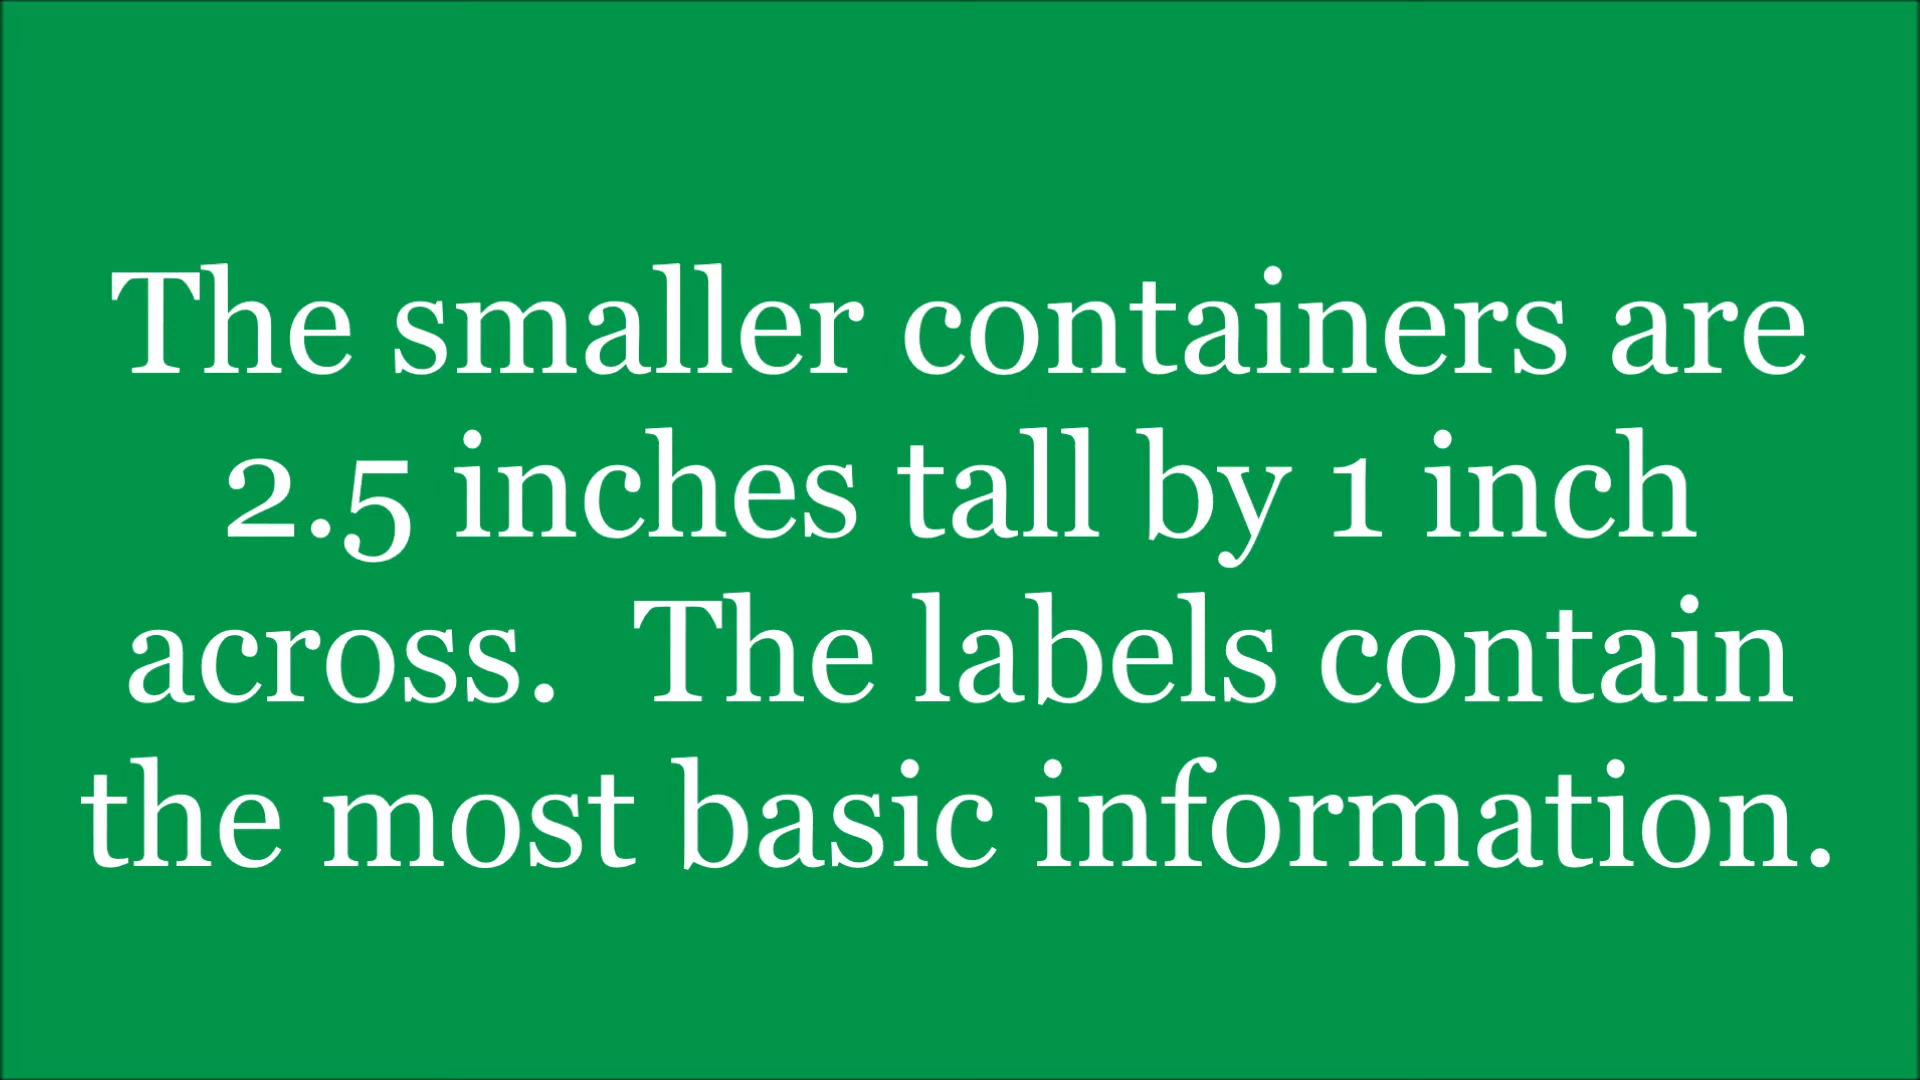 The smaller containers are
2.5 inches tall by 1 inch
across.  The labels contain
the most basic information.